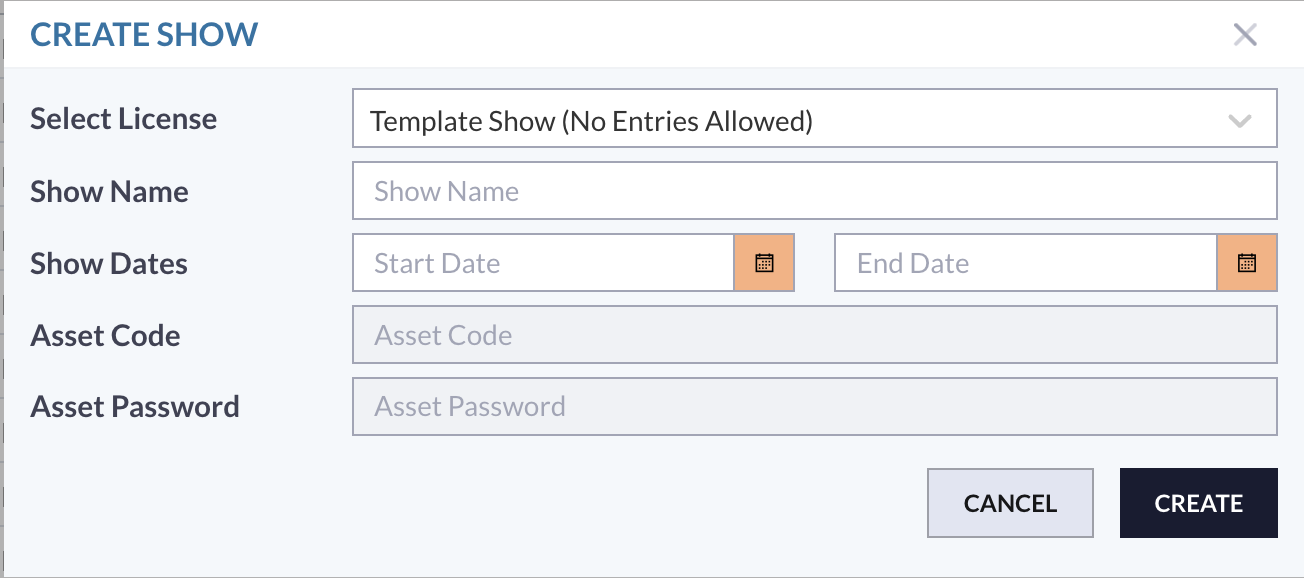 CREATE SHOW
Select License
Template Show (No Entries Allowed)
Show Name
Show Name
Show Dates
Start Date
End Date
Asset Code
Asset Code
Asset Password
Asset Password
CANCEL
CREATE